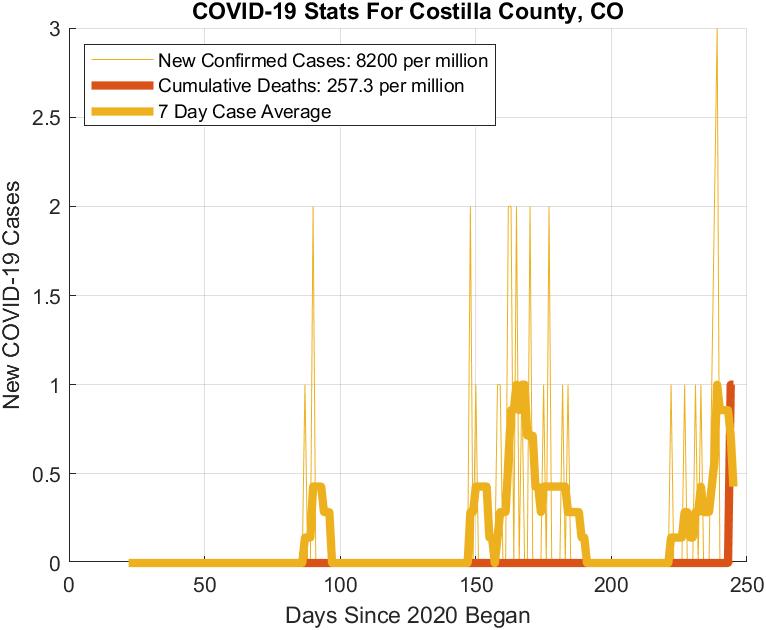 COVID-19 Stats For Costilla County, CO
New Confirmed Cases: 8200 per million
Cumulative Deaths: 257.3 per million
7 Day Case Average
3
2.5
2
1.5
1
0.5
0
New COVID-19 Cases
0 50 100 150 200 250
Days Since 2020 Began